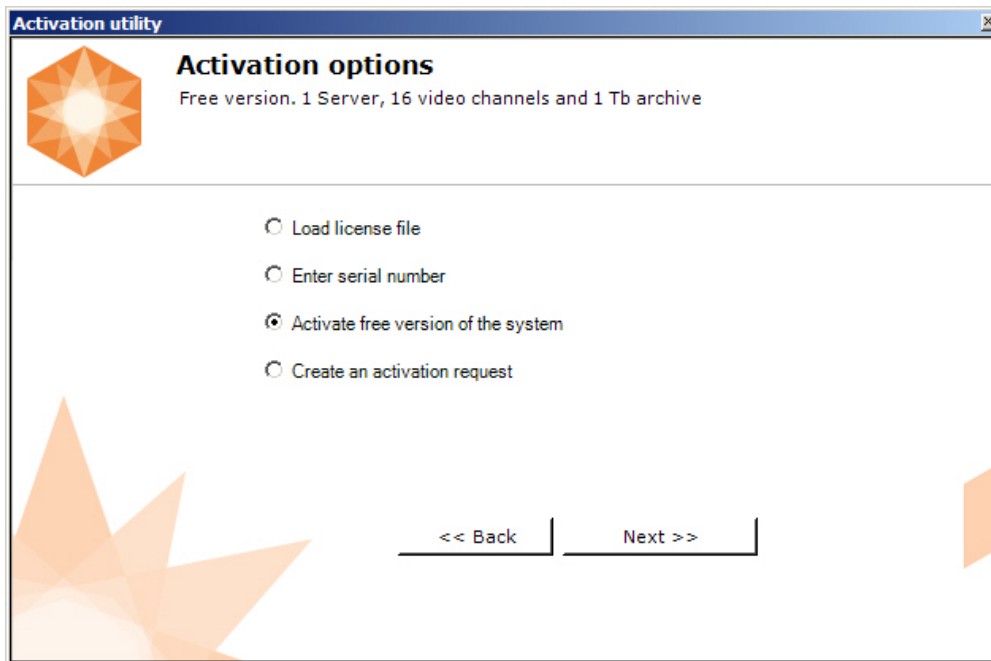 Activation utility
Activation options
Free version. 1 Server, 16 video channels and 1 Tb archive
Load license file
Enter serial number
Activate free version of the system
Create an activation request
<< Back
Next >>